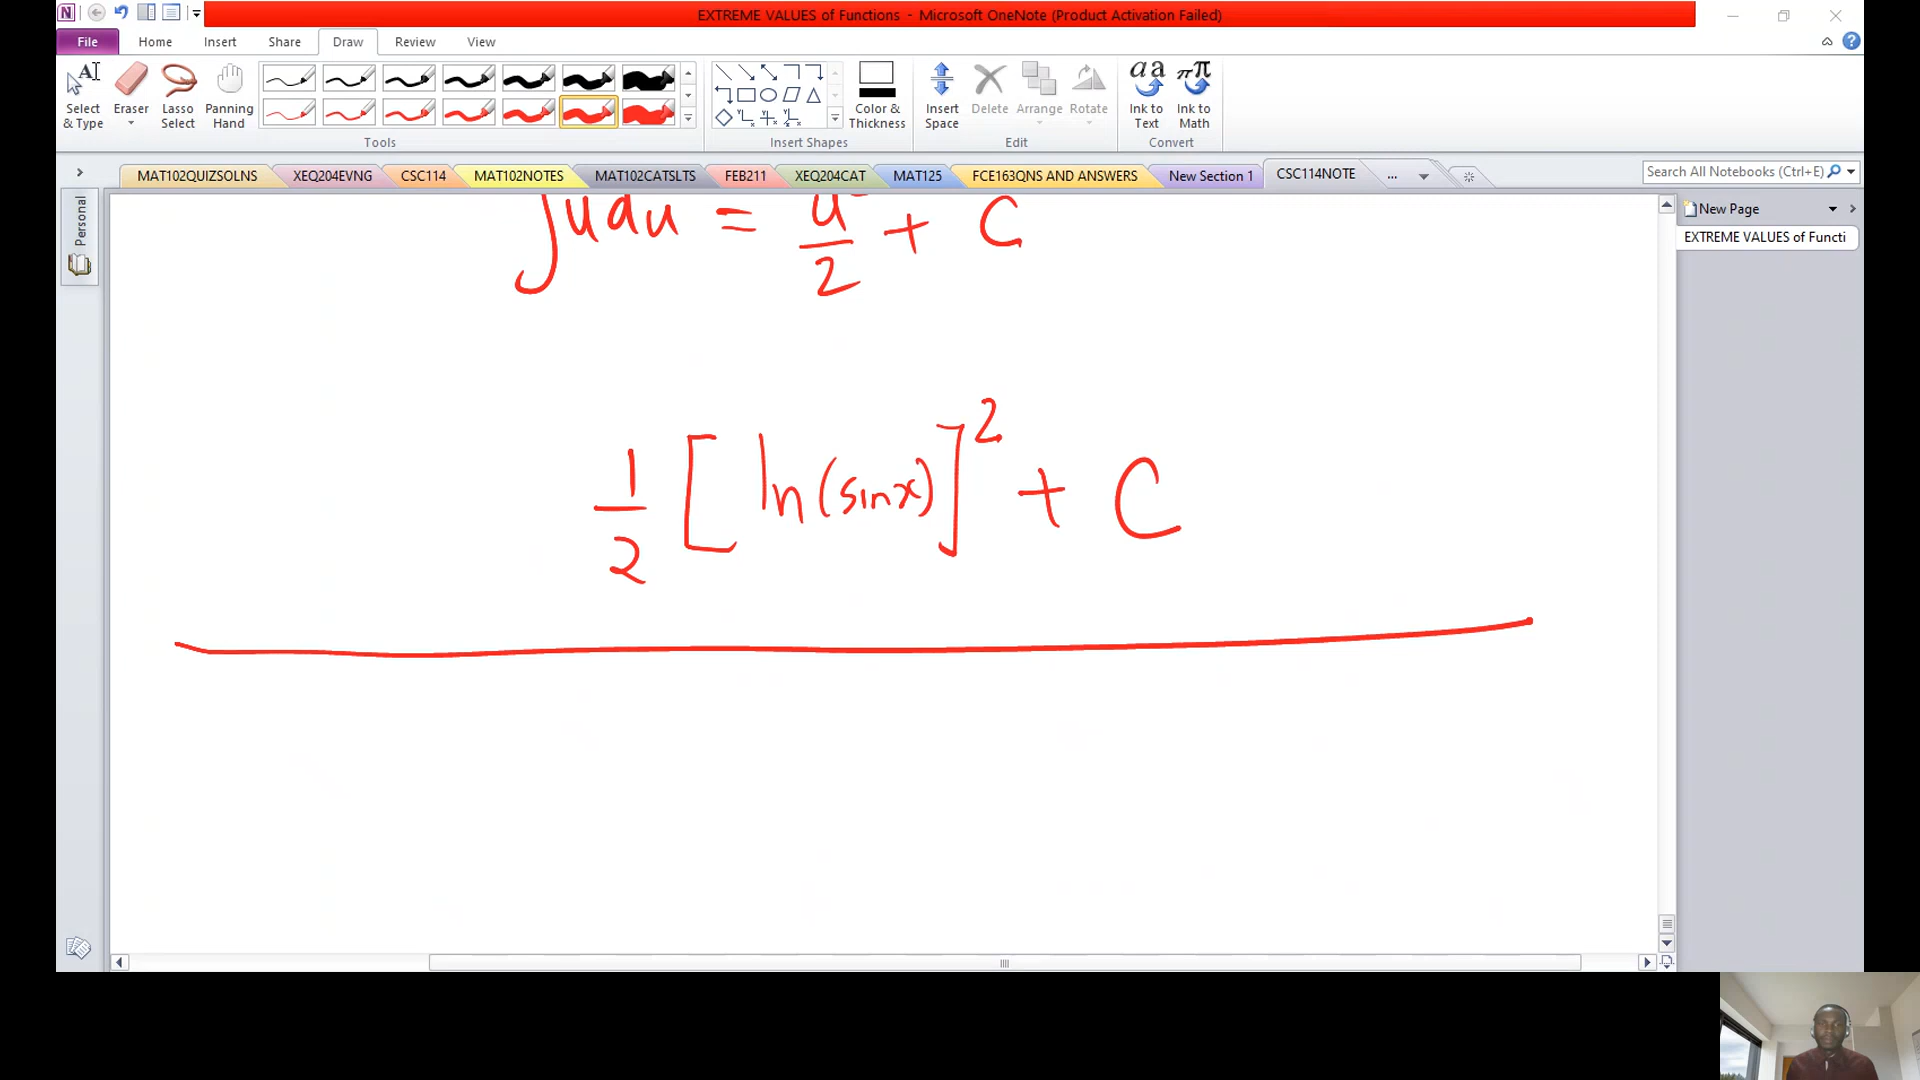 EXTREME VALUES of Functions - Microsoft OneNote (Product Activation Failed)
File Home Insert Share Draw Review View
Select & Type Eraser Lasso Select Panning Hand Color & Thickness Insert Space Delete Arrange Rotate Ink to Text Ink to Math
Tools Insert Shapes Edit Convert
MAT102QUIZSOLNS XEQ204EVNG CSC114 MAT102NOTES MAT102CATSLTS FEB211 XEQ204CAT MAT125 FCE163QNS AND ANSWERS New Section 1 CSC114NOTE ... Search All Notebooks (Ctrl+E)
Personal
New Page
EXTREME VALUES of Functi
∫u du = u²/2 + C
1/2 [ln(sinx)]² + C